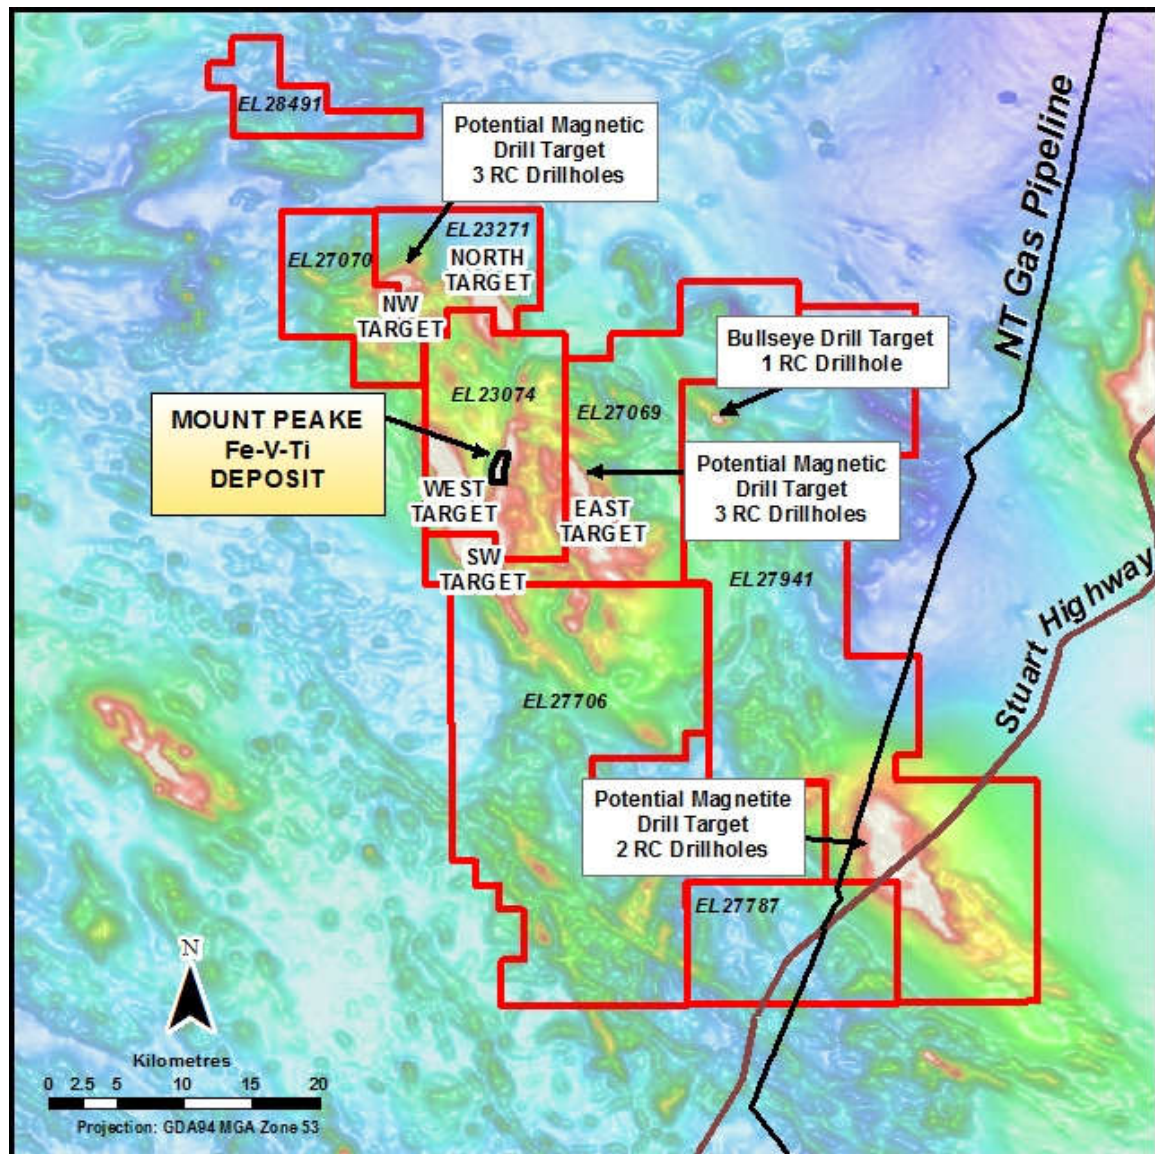 EL28491
Potential Magnetic
Drill Target
3 RC Drillholes
NT Gas Pipeline
EL23271
EL27070
NORTH
TARGET
NW
TARGET
Bullseye Drill Target
1 RC Drillhole
EL23074
EL27069
MOUNT PEAKE
Fe-V-Ti
DEPOSIT
Potential Magnetic
Drill Target
3 RC Drillholes
WEST
TARGET
EAST
TARGET
SW
TARGET
EL27941
Stuart Highway
EL27706
Potential Magnetite
Drill Target
2 RC Drillholes
EL27787
N
Kilometres
0 2.5 5 10 15 20
Projection: GDA94 MGA Zone 53